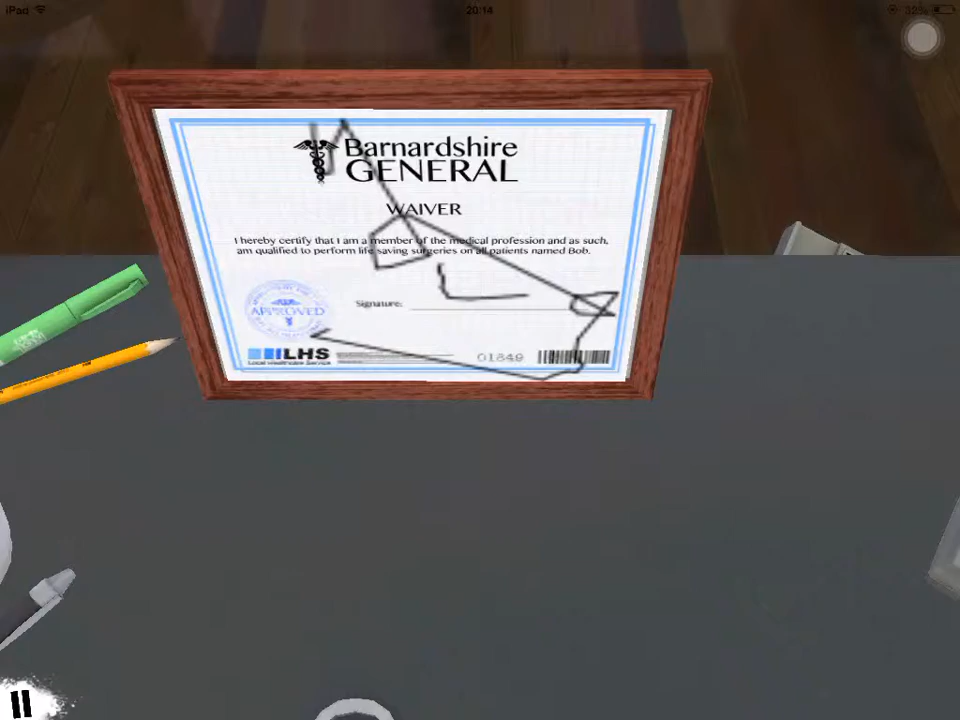 iPad 20:14 32%
Barnardshire
GENERAL
WAIVER
I hereby certify that I am a member of the medical profession and as such,
am qualified to perform life saving surgeries on all patients named Bob.
APPROVED
Signature:
LHS
Local Healthcare Service
01849